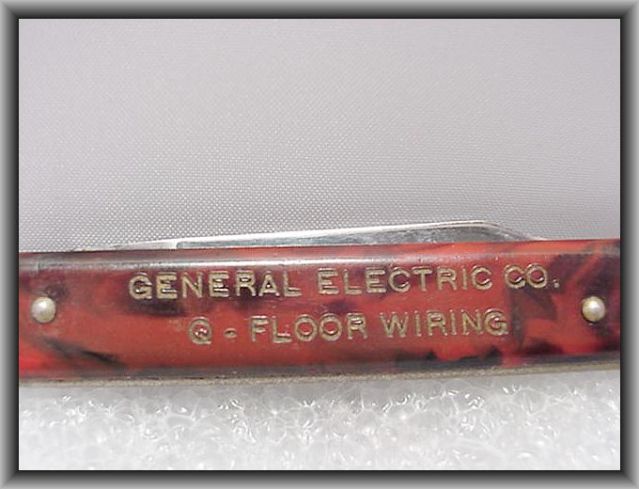 GENERAL ELECTRIC CO.
Q - FLOOR WIRING